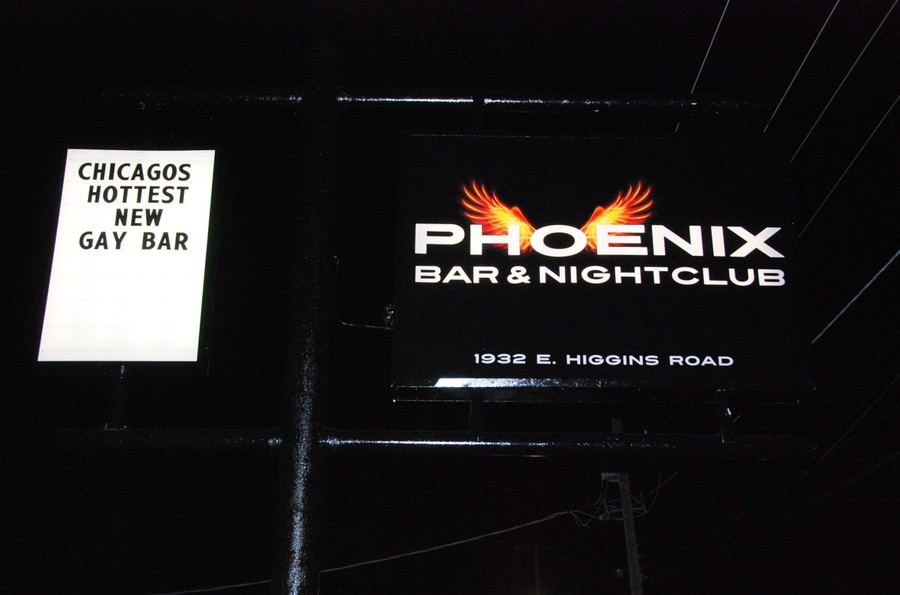 CHICAGOS
HOTTEST
NEW
GAY BAR
PHOENIX
BAR & NIGHTCLUB
1932 E. HIGGINS ROAD